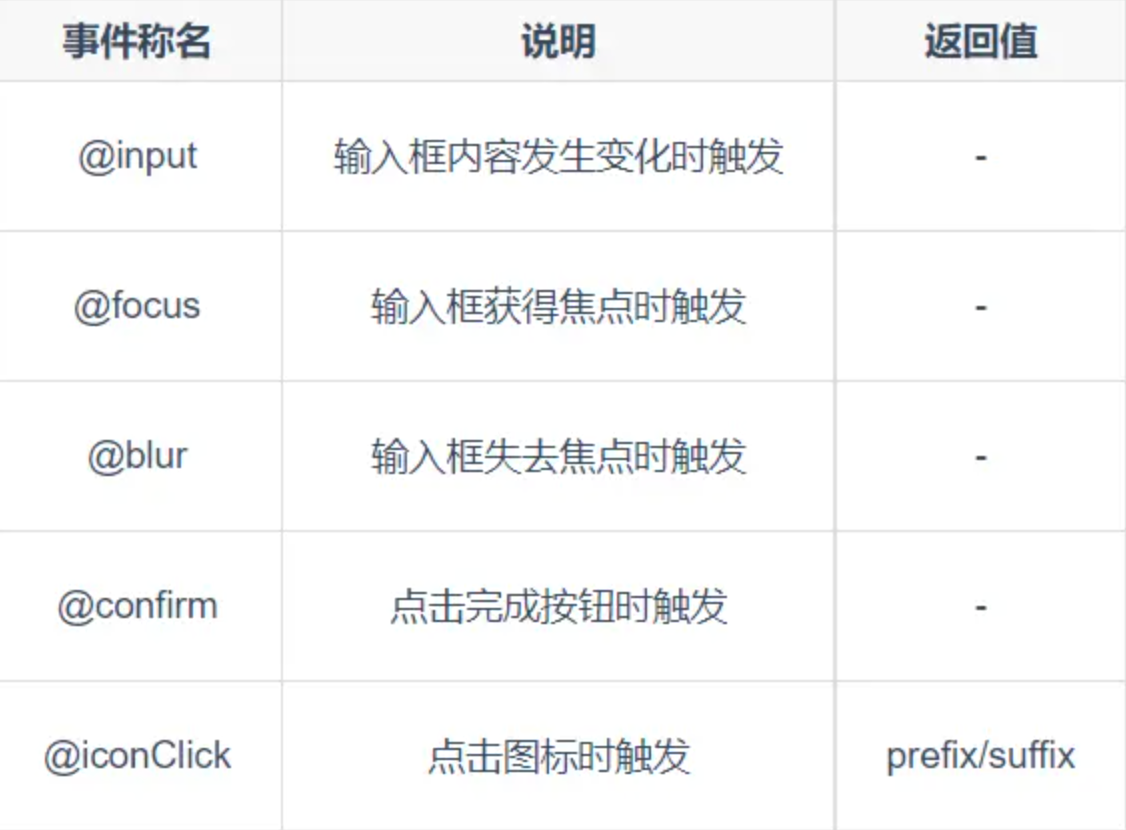 事件称名 说明 返回值
@input 输入框内容发生变化时触发 -
@focus 输入框获得焦点时触发 -
@blur 输入框失去焦点时触发 -
@confirm 点击完成按钮时触发 -
@iconClick 点击图标时触发 prefix/suffix